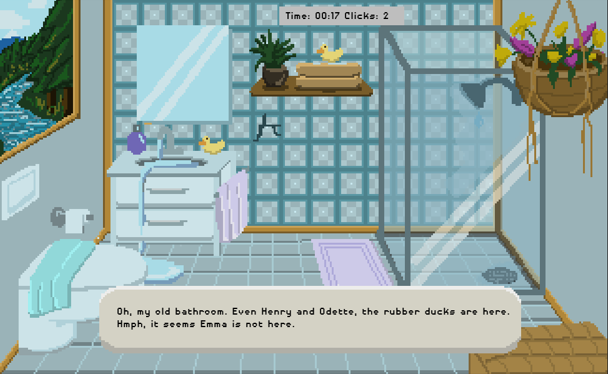 Time: 00:17 Clicks: 2
Oh, my old bathroom. Even Henry and Odette, the rubber ducks are here.
Hmph, it seems Emma is not here.